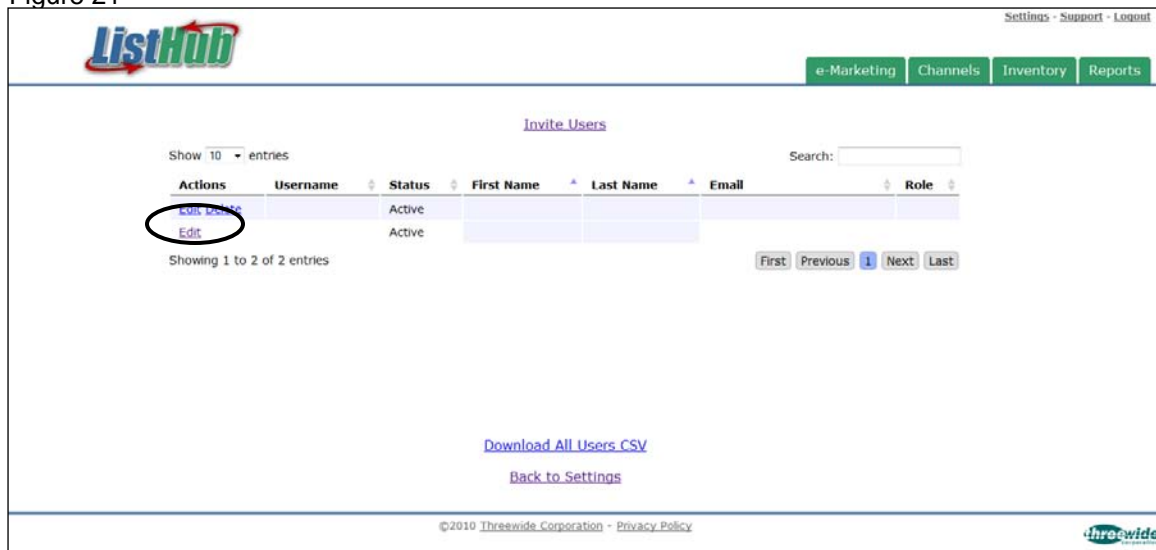 Figure 21
ListHub
Settings - Support - Logout
e-Marketing Channels Inventory Reports
Invite Users
Show 10 entries Search:
Actions Username Status First Name Last Name Email Role
Edit Delete Active
Edit Active
Showing 1 to 2 of 2 entries First Previous 1 Next Last
Download All Users CSV
Back to Settings
©2010 Threewide Corporation - Privacy Policy
threewide
corporation